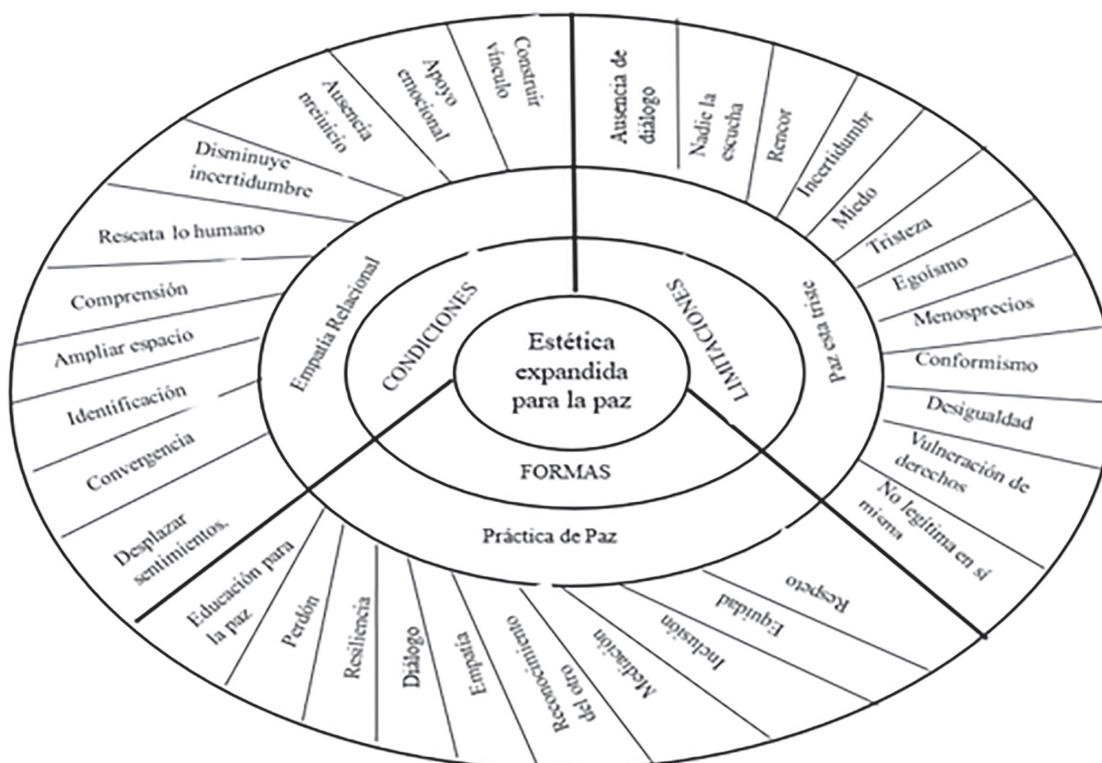 Estética
expandida
para la paz
CONDICIONES
LIMITACIONES
FORMAS
Empatía Relacional
Paz esta triste
Práctica de Paz
Construir
vínculo
Apoyo
emocional
Ausencia
prejuicio
Disminuye
incertidumbre
Rescata lo humano
Comprensión
Ampliar espacio
Identificación
Convergencia
Desplazar
sentimientos.
Ausencia de
diálogo
Nadie la
escucha
Rencor
Incertidumbr
Miedo
Tristeza
Egoísmo
Menosprecios
Conformismo
Desigualdad
Vulneración de
derechos
No legítima en sí
misma
Educación para
la paz
Perdón
Resiliencia
Diálogo
Empatía
Reconocimiento
del otro
Mediación
Inclusión
Equidad
Respeto